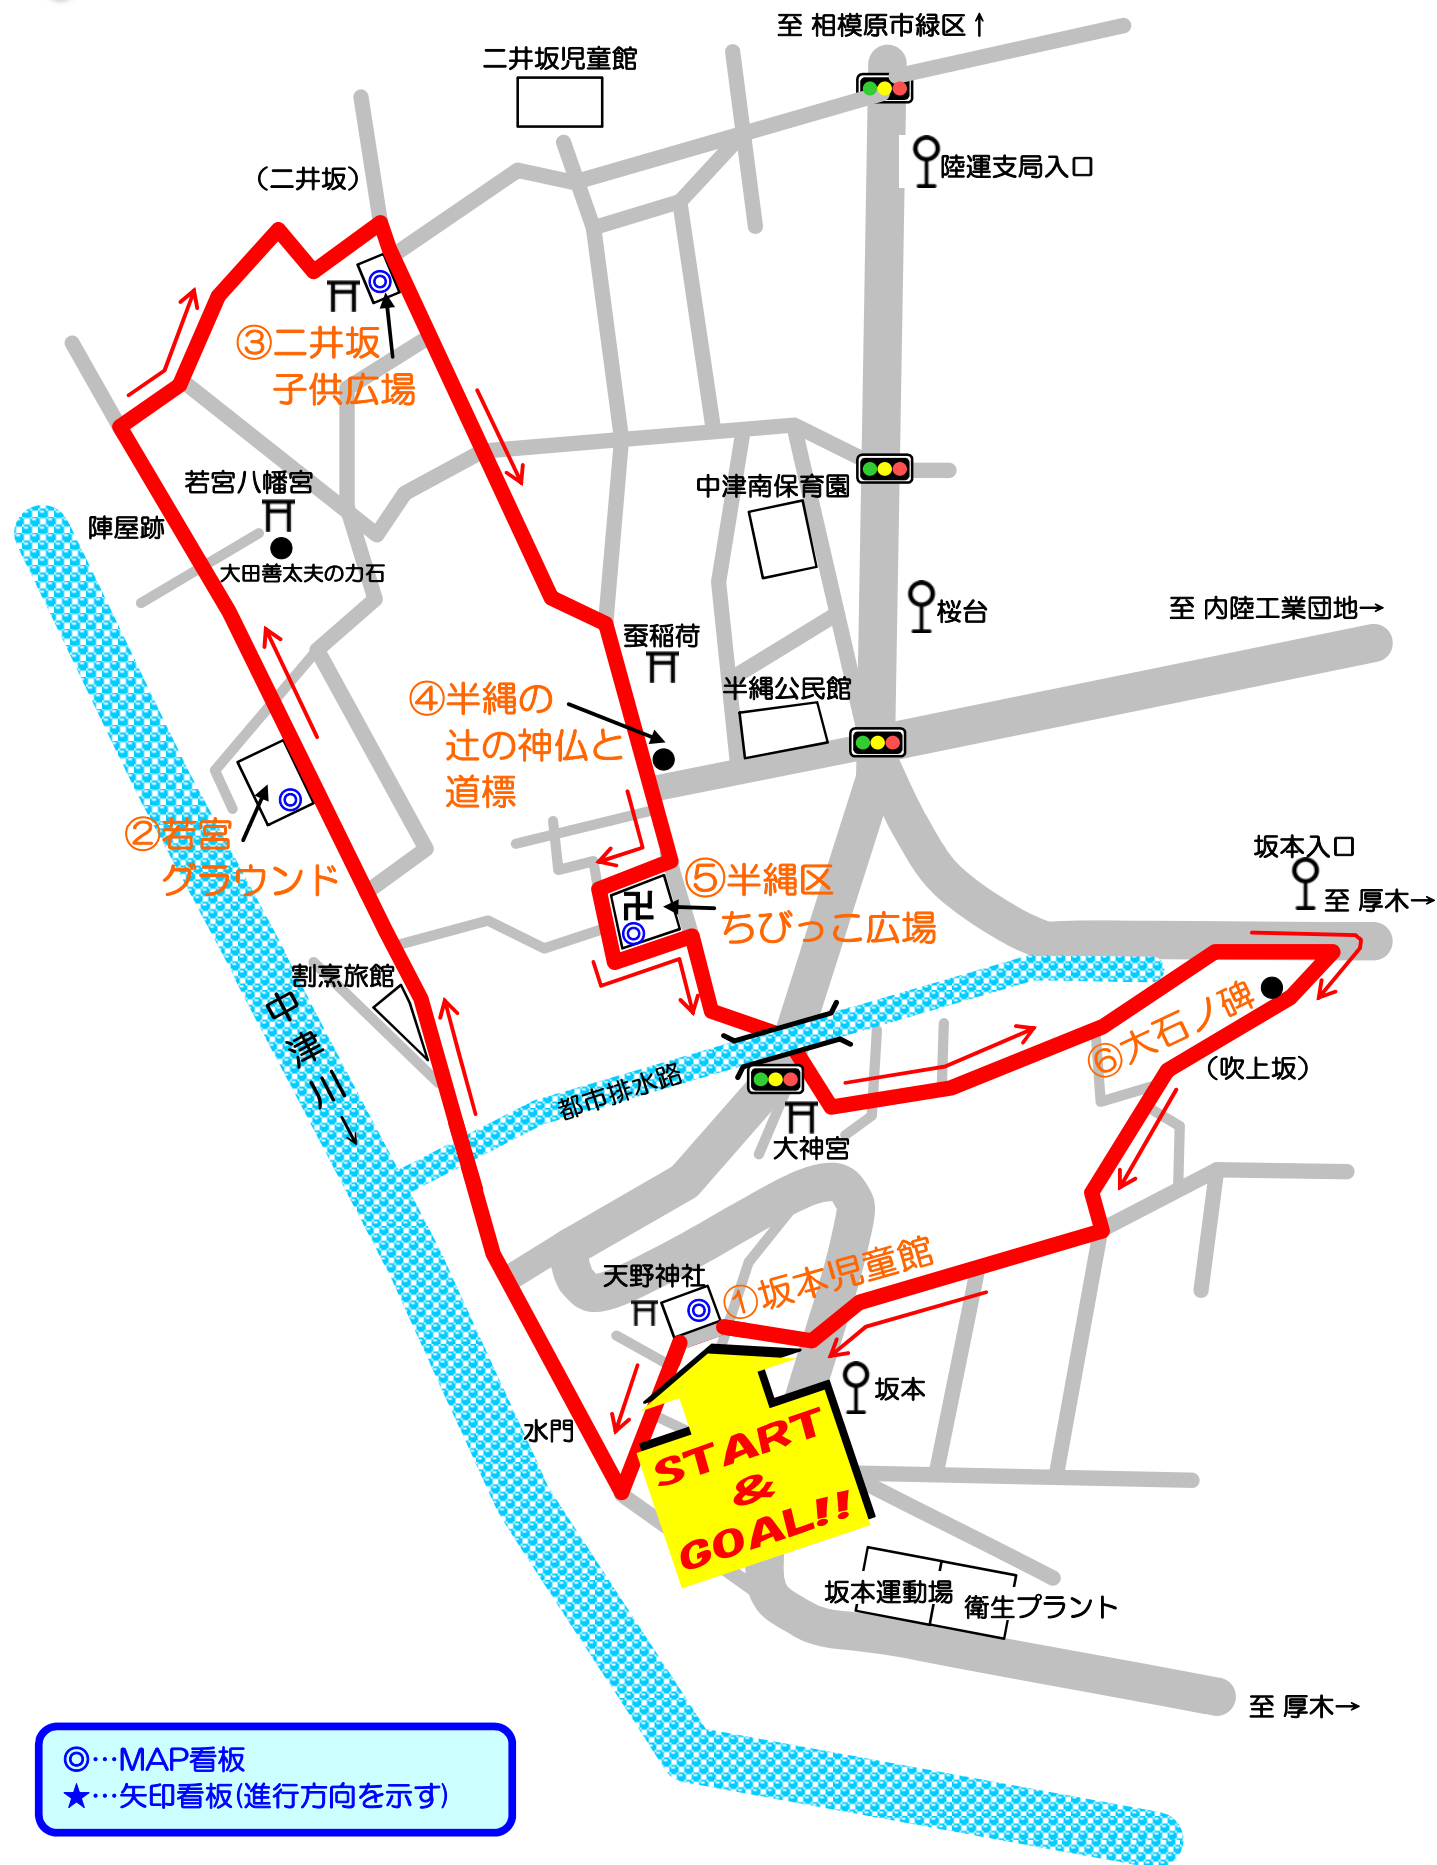 至 相模原市緑区↑
二井坂児童館
陸運支局入口
（二井坂）
③二井坂
子供広場
若宮八幡宮
中津南保育園
陣屋跡
大田善太夫の力石
桜台
至 内陸工業団地→
蚕稲荷
④半縄の
辻の神仏と
道標
半縄公民館
②若宮
グラウンド
坂本入口
至 厚木→
⑤半縄区
ちびっこ広場
割烹旅館
中津川→
⑥大石ノ碑
（吹上坂）
都市排水路
大神宮
天野神社
①坂本児童館
坂本
水門
START
&
GOAL!!
坂本運動場
衛生プラント
至 厚木→
◎…MAP看板
★…矢印看板(進行方向を示す)